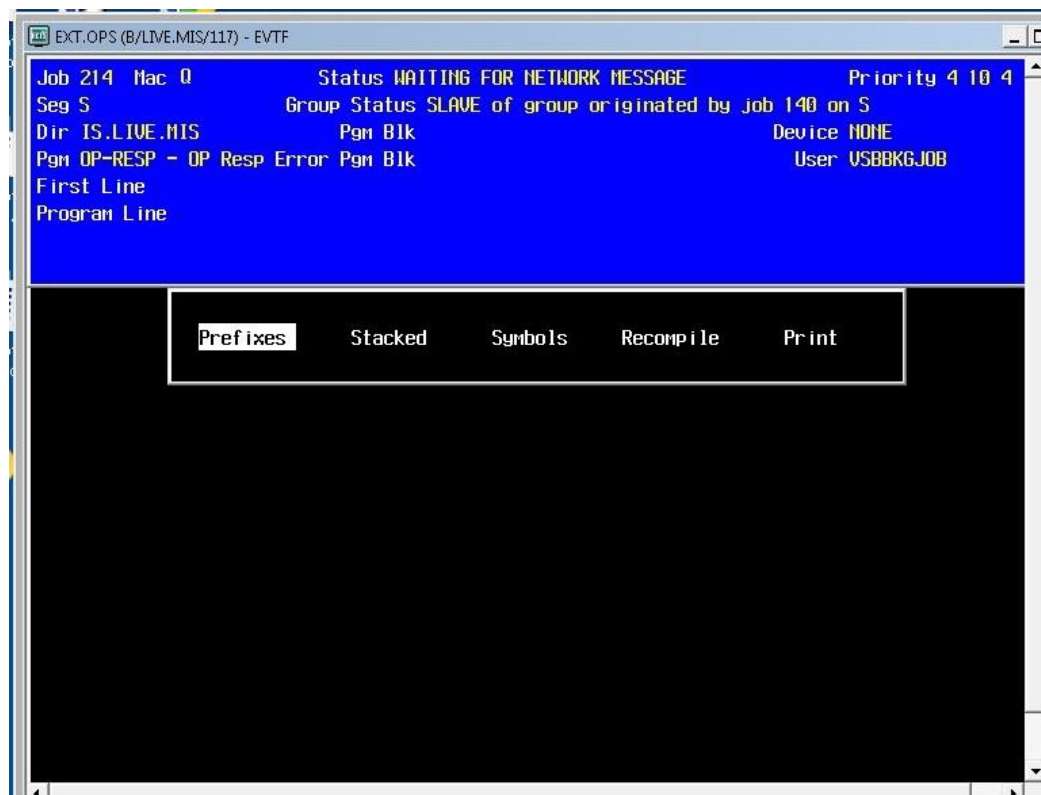 EXT.OPS (B/LIVE.MIS/117) - EVTF
Job 214 Mac Q Status WAITING FOR NETWORK MESSAGE Priority 4 10 4
Seg S Group Status SLAVE of group originated by job 140 on S
Dir IS.LIVE.MIS Pgm Blk Device NONE
Pgm OP-RESP - OP Resp Error Pgm Blk User VSBBKGJOB
First Line
Program Line
Prefixes Stacked Symbols Recompile Print